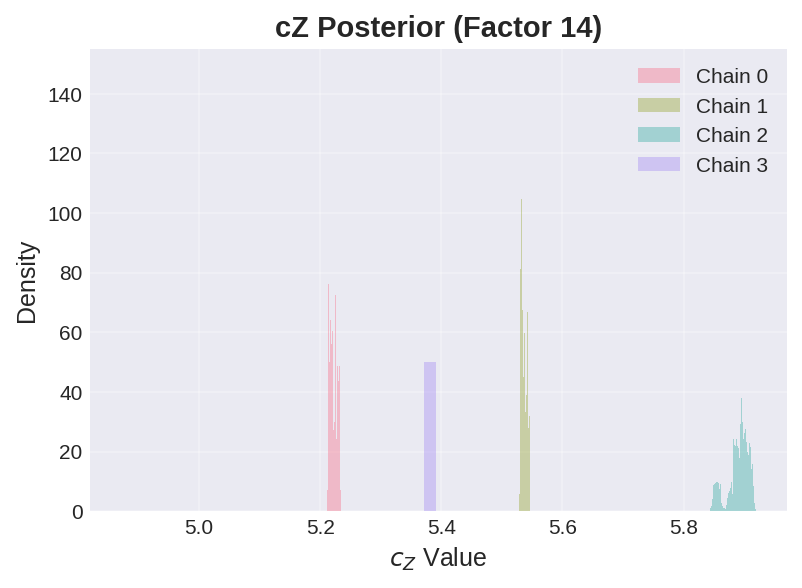 cZ Posterior (Factor 14)
Chain 0
Chain 1
Chain 2
Chain 3
Density
140
120
100
80
60
40
20
0
5.0 5.2 5.4 5.6 5.8
cZ Value